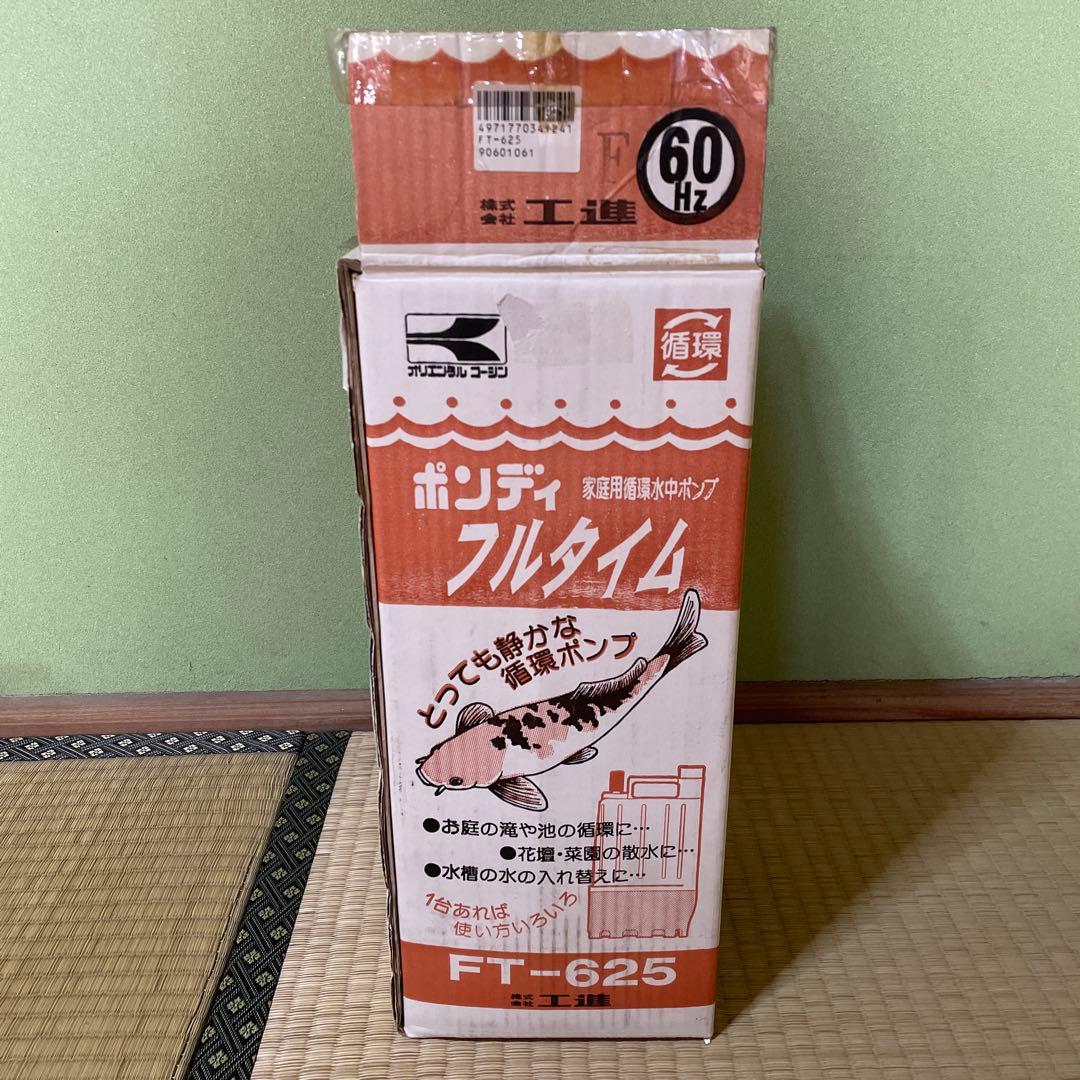 FT-625
90601061
F
60
Hz
株式会社 工進
オリエンタル コーシン
循環
ポンディ 家庭用循環水中ポンプ
フルタイム
とっても静かな
循環ポンプ
●お庭の滝や池の循環に…
●花壇・菜園の散水に…
●水槽の水の入れ替えに…
1台あれば
使い方いろいろ
FT-625
株式会社 工進